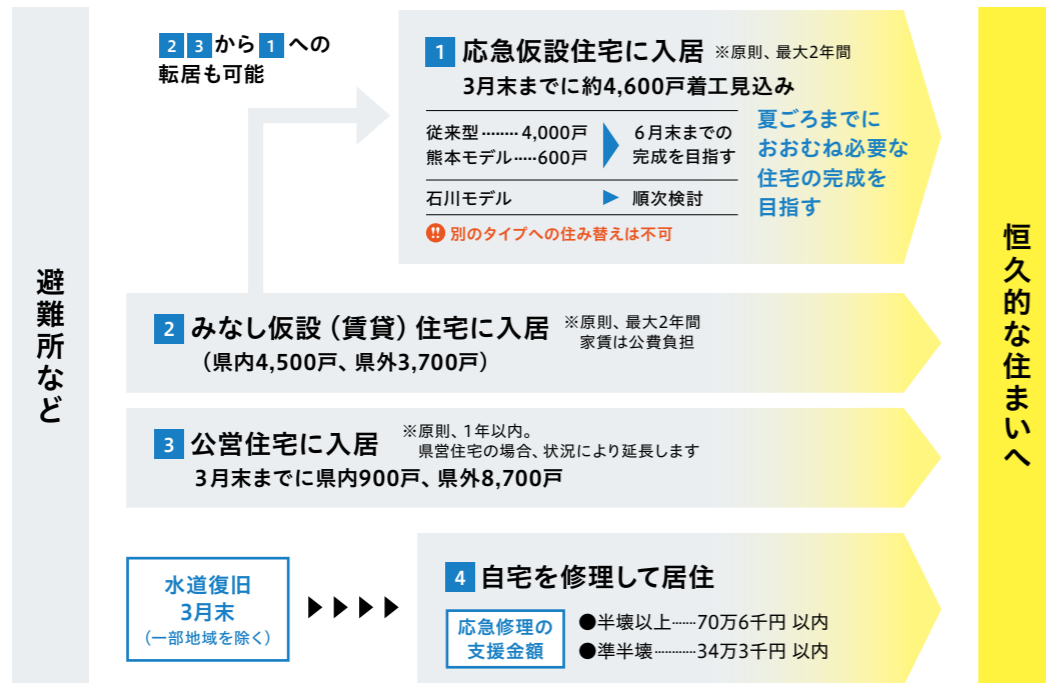 避難所など
2 3 から 1 への
転居も可能
1 応急仮設住宅に入居 ※原則、最大2年間
3月末までに約4,600戸着工見込み
従来型········4,000戸
熊本モデル·····600戸
6月末までの
完成を目指す
石川モデル ▶ 順次検討
!! 別のタイプへの住み替えは不可
夏ごろまでに
おおむね必要な
住宅の完成を
目指す
2 みなし仮設（賃貸）住宅に入居 ※原則、最大2年間
家賃は公費負担
（県内4,500戸、県外3,700戸）
3 公営住宅に入居 ※原則、1年以内。
県営住宅の場合、状況により延長します
3月末までに県内900戸、県外8,700戸
水道復旧
3月末
（一部地域を除く）
4 自宅を修理して居住
応急修理の
支援金額
●半壊以上······70万6千円 以内
●準半壊··········34万3千円 以内
恒久的な住まいへ